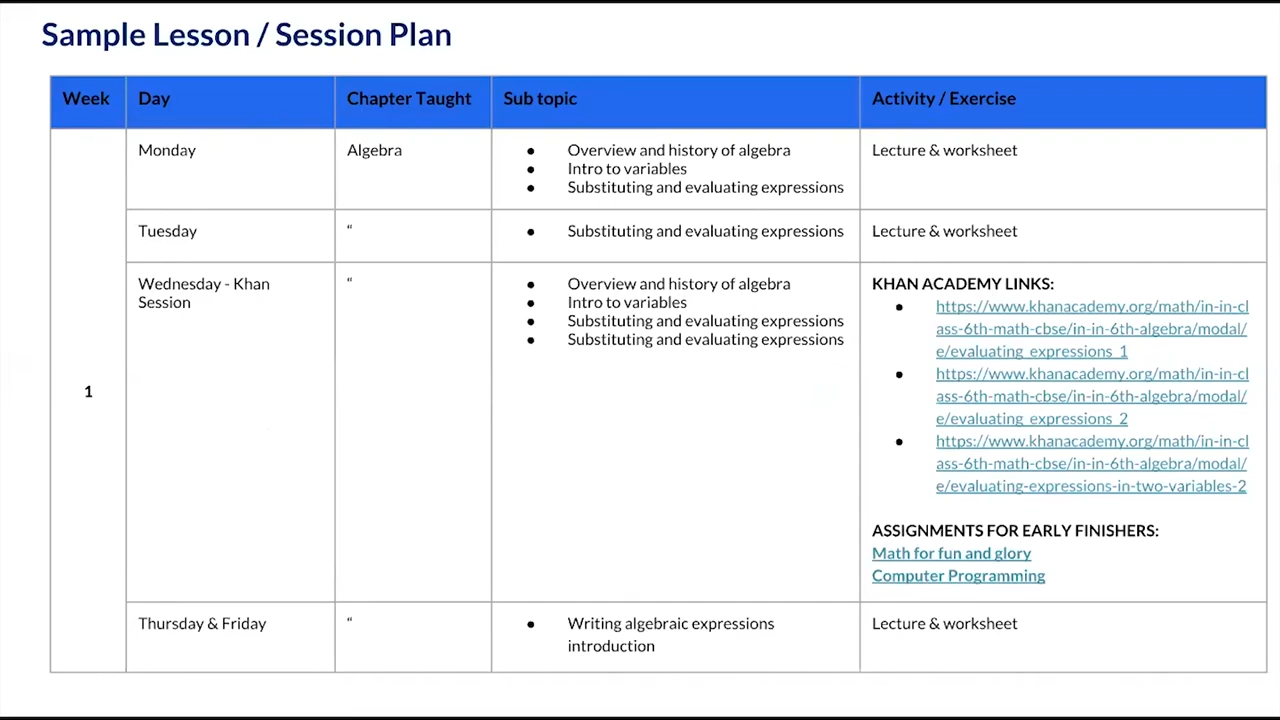 Sample Lesson / Session Plan
Week
Day
Chapter Taught
Sub topic
Activity / Exercise
1
Monday
Algebra
● Overview and history of algebra
● Intro to variables
● Substituting and evaluating expressions
Lecture & worksheet
Tuesday
“
● Substituting and evaluating expressions
Lecture & worksheet
Wednesday - Khan
Session
“
● Overview and history of algebra
● Intro to variables
● Substituting and evaluating expressions
● Substituting and evaluating expressions
KHAN ACADEMY LINKS:
● https://www.khanacademy.org/math/in-in-cl
ass-6th-math-cbse/in-in-6th-algebra/modal/
e/evaluating_expressions_1
● https://www.khanacademy.org/math/in-in-cl
ass-6th-math-cbse/in-in-6th-algebra/modal/
e/evaluating_expressions_2
● https://www.khanacademy.org/math/in-in-cl
ass-6th-math-cbse/in-in-6th-algebra/modal/
e/evaluating-expressions-in-two-variables-2
ASSIGNMENTS FOR EARLY FINISHERS:
Math for fun and glory
Computer Programming
Thursday & Friday
“
● Writing algebraic expressions
introduction
Lecture & worksheet